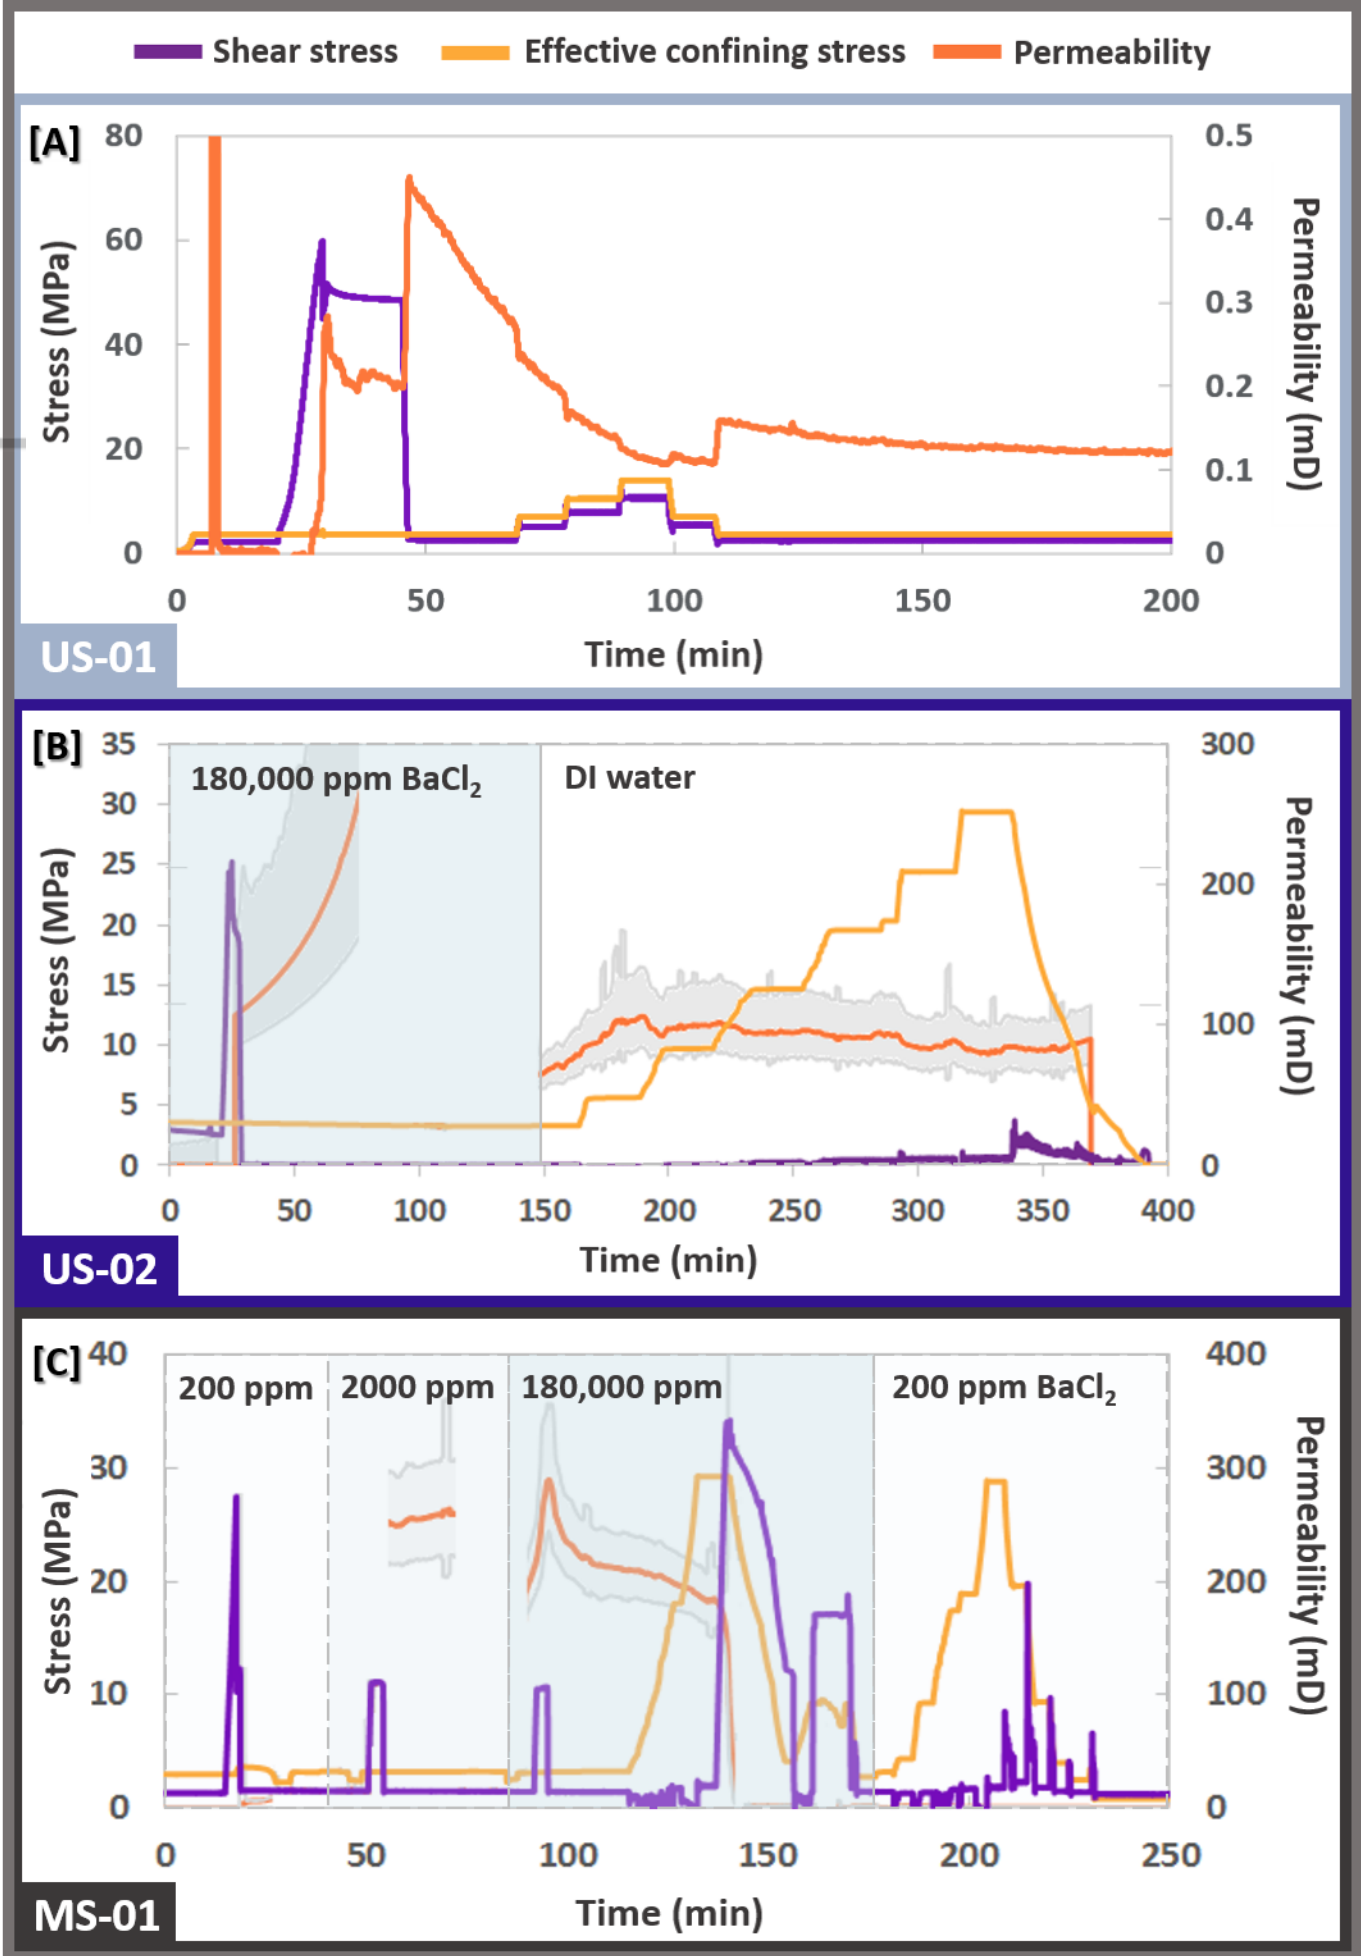 Shear stress Effective confining stress Permeability
[A]
80
60
40
20
0
Stress (MPa)
0.5
0.4
0.3
0.2
0.1
0
Permeability (mD)
0 50 100 150 200
Time (min)
US-01
[B]
35
30
25
20
15
10
5
0
Stress (MPa)
180,000 ppm BaCl₂ DI water
300
200
100
0
Permeability (mD)
0 50 100 150 200 250 300 350 400
Time (min)
US-02
[C]
40
30
20
10
0
Stress (MPa)
200 ppm 2000 ppm 180,000 ppm 200 ppm BaCl₂
400
300
200
100
0
Permeability (mD)
0 50 100 150 200 250
Time (min)
MS-01